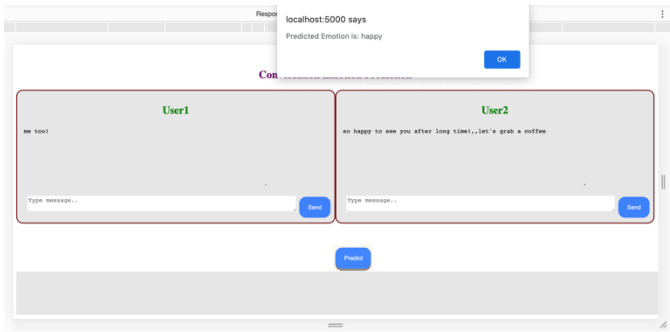 Respon
localhost:5000 says
Predicted Emotion is: happy
OK
User1
User2
me too!
so happy to see you after long time!,,let's grab a coffee
Type message..
Send
Type message..
Send
Predict